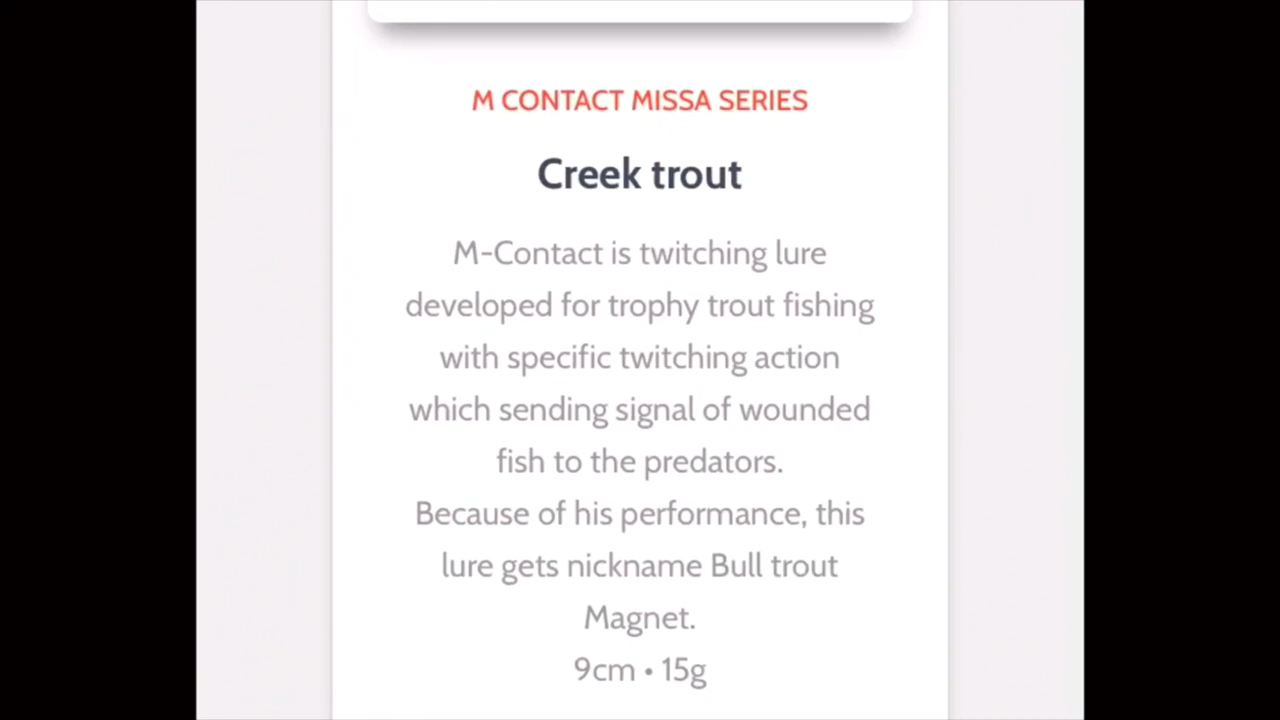 M CONTACT MISSA SERIES
Creek trout
M-Contact is twitching lure
developed for trophy trout fishing
with specific twitching action
which sending signal of wounded
fish to the predators.
Because of his performance, this
lure gets nickname Bull trout
Magnet.
9cm • 15g